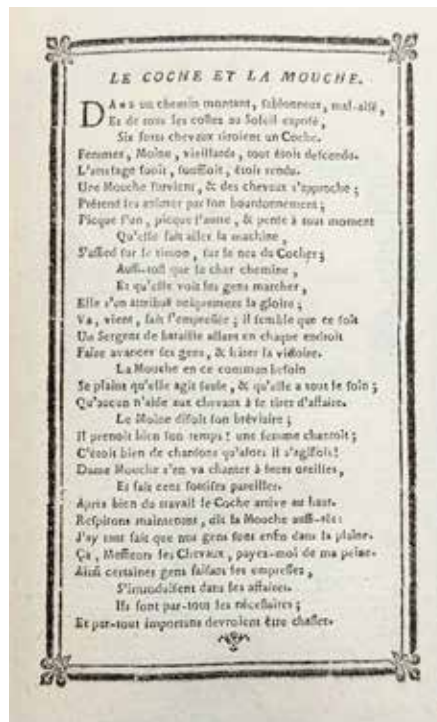 LE COCHE ET LA MOUCHE.
DANS un chemin montant, ſablonneux, mal-aiſé,
Et de tous les coſtez au Soleil expoſé,
Six forts chevaux tiroient un Coche.
Femmes, Moine, vieillards, tout étoit deſcendu.
L'attelage ſuoit, ſouffloit, étoit rendu.
Une Mouche ſurvient, & des chevaux s'approche ;
Prétend les animer par ſon bourdonnement ;
Picque l'un, picque l'autre, & penſe à tout moment
Qu'elle fait aller la machine,
S'aſſied ſur le timon, ſur le nez du Cocher ;
Auſſi-toſt que le char chemine,
Et qu'elle voit les gens marcher,
Elle s'en attribuë uniquement la gloire ;
Va, vient, fait l'empreſſée ; il ſemble que ce ſoit
Un Sergent de bataille allant en chaque endroit
Faire avancer ſes gens, & hâter la victoire.
La Mouche en ce commun beſoin
Se plaint qu'elle agit ſeule, & qu'elle a tout le ſoin ;
Qu'aucun n'aide aux chevaux à ſe tirer d'affaire.
Le Moine diſoit ſon bréviaire ;
Il prenoit bien ſon temps ! une femme chantoit ;
C'étoit bien de chanſons qu'alors il s'agiſſoit !
Dame Mouche s'en va chanter à leurs oreilles,
Et fait cent ſottiſes pareilles.
Après bien du travail le Coche arrive au haut.
Reſpirons maintenant, dit la Mouche auſſi-tôt :
J'ay tant fait que nos gens ſont enfin dans la plaine.
Ça, Meſſieurs les Chevaux, payez-moi de ma peine.
Ainſi certaines gens faiſant les empreſſez,
S'introduiſent dans les affaires.
Ils font par-tout les néceſſaires ;
Et par-tout importuns devroient être chaſſez.